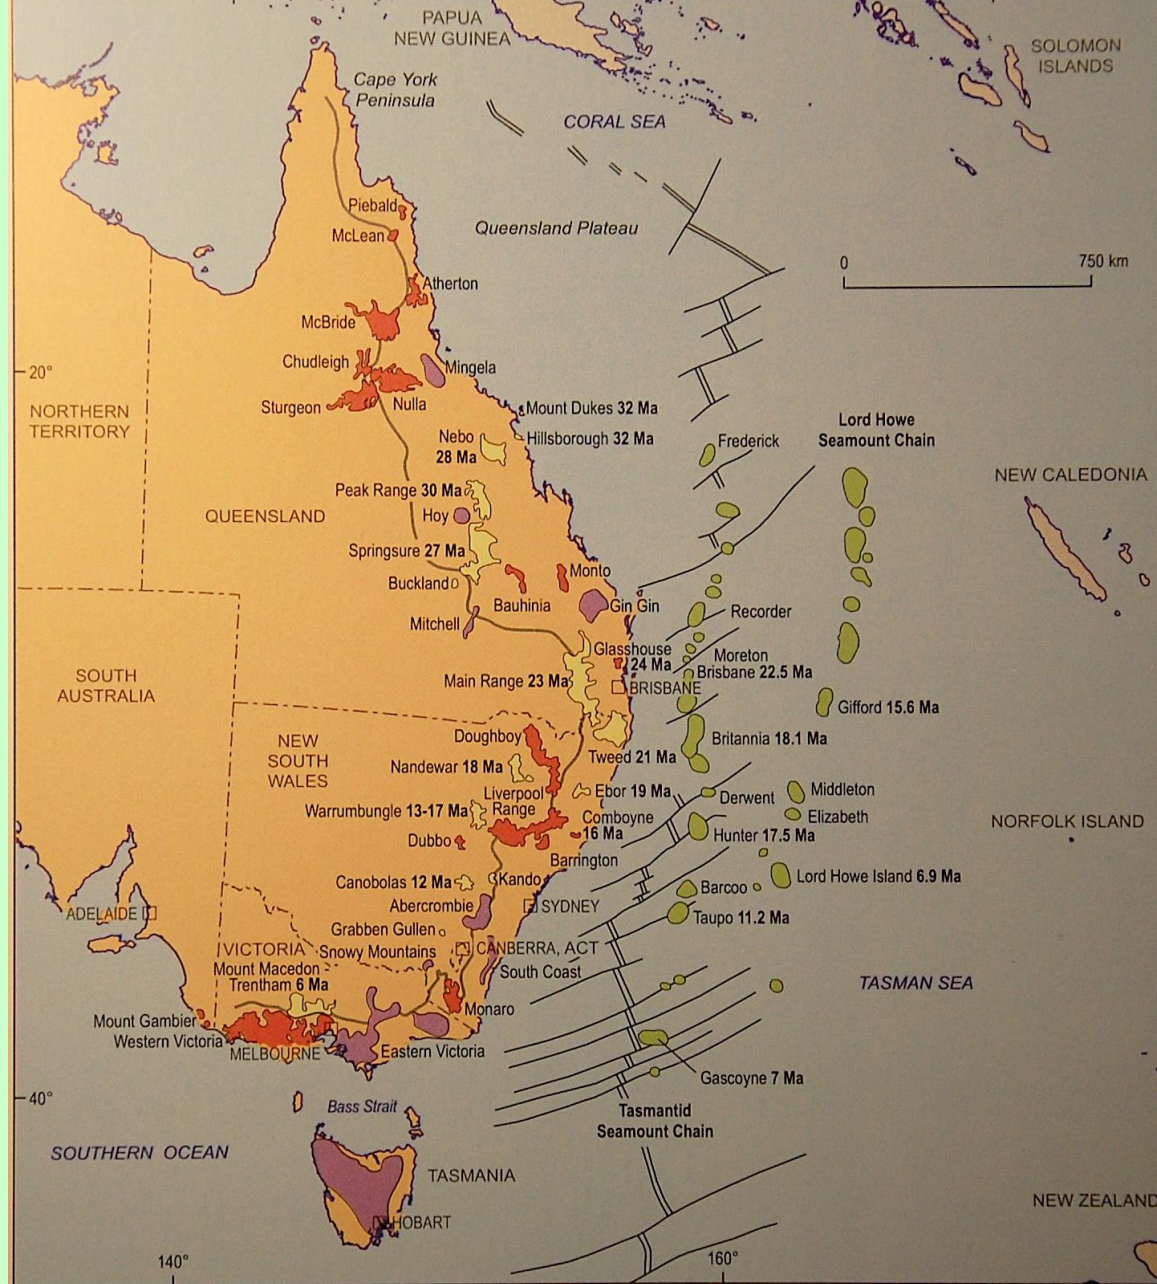 PAPUA
NEW GUINEA
SOLOMON
ISLANDS
Cape York
Peninsula
CORAL SEA
Piebald
McLean
Queensland Plateau
0 750 km
Atherton
McBride
Chudleigh
Mingela
20°
Sturgeon
Nulla
NORTHERN
TERRITORY
Mount Dukes 32 Ma
Hillsborough 32 Ma
Nebo
28 Ma
Lord Howe
Seamount Chain
Frederick
NEW CALEDONIA
Peak Range 30 Ma
Hoy
QUEENSLAND
Springsure 27 Ma
Buckland
Monto
Bauhinia
Gin Gin
Mitchell
Recorder
Glasshouse
24 Ma
Moreton
Brisbane 22.5 Ma
SOUTH
AUSTRALIA
Main Range 23 Ma
BRISBANE
Gifford 15.6 Ma
Doughboy
NEW
SOUTH
WALES
Britannia 18.1 Ma
Tweed 21 Ma
Nandewar 18 Ma
Liverpool
Range
Ebor 19 Ma
Derwent
Middleton
Elizabeth
Warrumbungle 13-17 Ma
Comboyne
16 Ma
Hunter 17.5 Ma
NORFOLK ISLAND
Dubbo
Barrington
Canobolas 12 Ma
Kando
Barcoo
Lord Howe Island 6.9 Ma
Abercrombie
SYDNEY
ADELAIDE
Taupo 11.2 Ma
Grabben Gullen
VICTORIA
Snowy Mountains
CANBERRA, ACT
Mount Macedon
Trentham 6 Ma
South Coast
TASMAN SEA
Monaro
Mount Gambier
Western Victoria
MELBOURNE
Eastern Victoria
Gascoyne 7 Ma
40°
Bass Strait
Tasmantid
Seamount Chain
SOUTHERN OCEAN
TASMANIA
HOBART
NEW ZEALAND
140°
160°